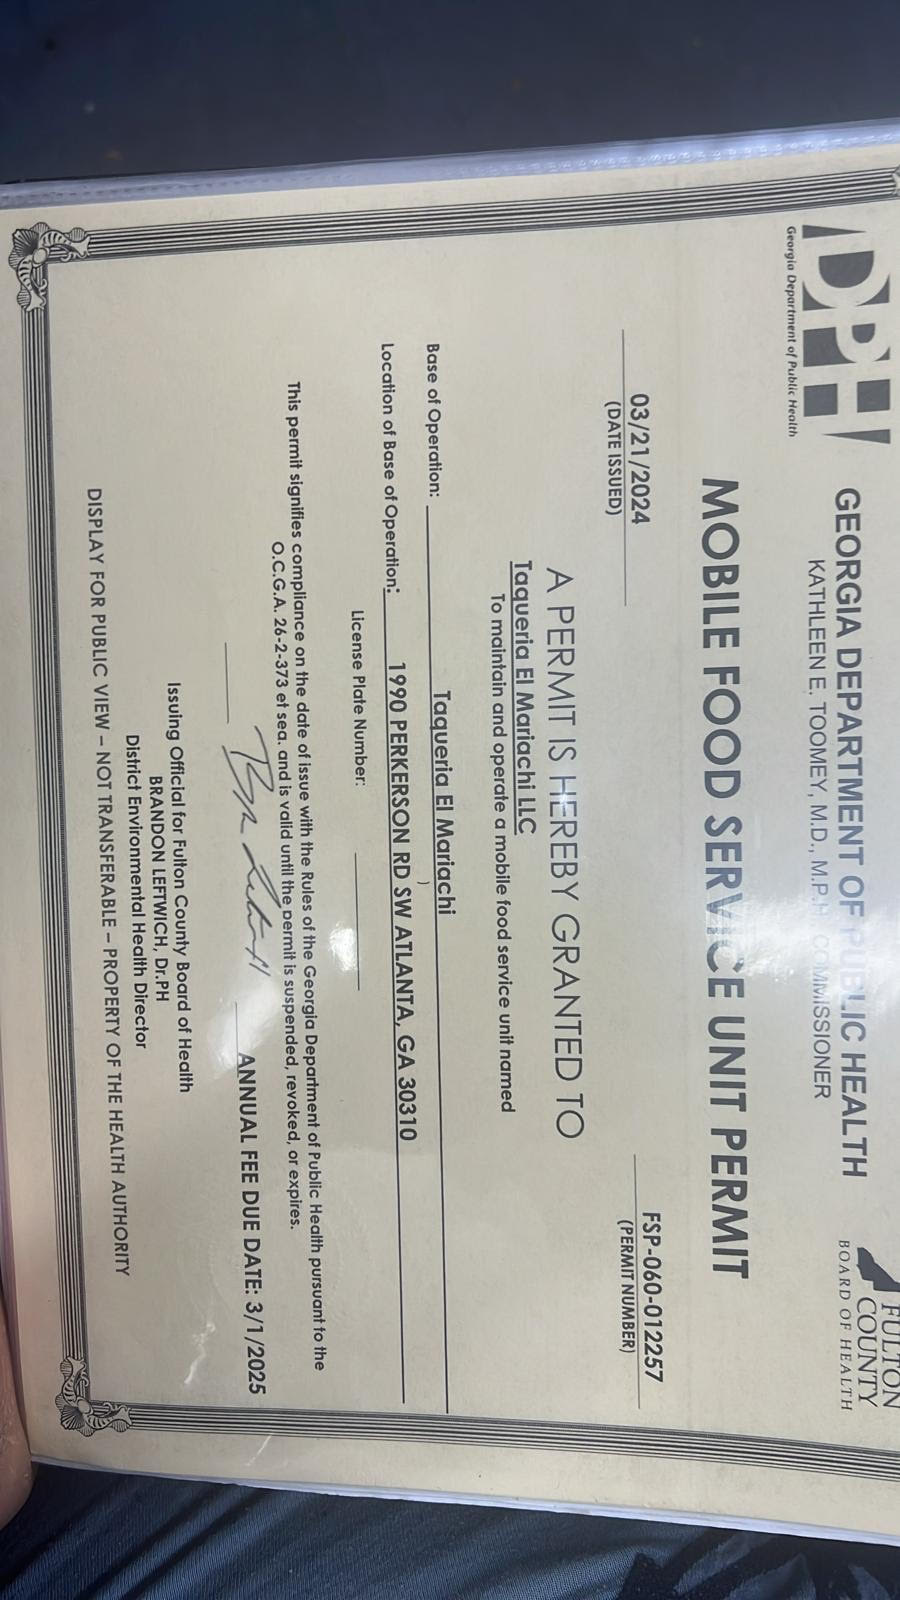 DPH
Georgia Department of Public Health
GEORGIA DEPARTMENT OF PUBLIC HEALTH
KATHLEEN E. TOOMEY, M.D., M.P.H. COMMISSIONER
FULTON
COUNTY
BOARD OF HEALTH
MOBILE FOOD SERVICE UNIT PERMIT
03/21/2024
(DATE ISSUED)
FSP-060-012257
(PERMIT NUMBER)
A PERMIT IS HEREBY GRANTED TO
Taqueria El Mariachi LLC
To maintain and operate a mobile food service unit named
Base of Operation: Taqueria El Mariachi
Location of Base of Operation: 1990 PERKERSON RD SW ATLANTA, GA 30310
License Plate Number:
This permit signifies compliance on the date of issue with the Rules of the Georgia Department of Public Health pursuant to the
O.C.G.A. 26-2-373 et seq. and is valid until the permit is suspended, revoked, or expires.
ANNUAL FEE DUE DATE: 3/1/2025
Issuing Official for Fulton County Board of Health
BRANDON LEFTWICH, Dr.PH
District Environmental Health Director
DISPLAY FOR PUBLIC VIEW – NOT TRANSFERABLE – PROPERTY OF THE HEALTH AUTHORITY